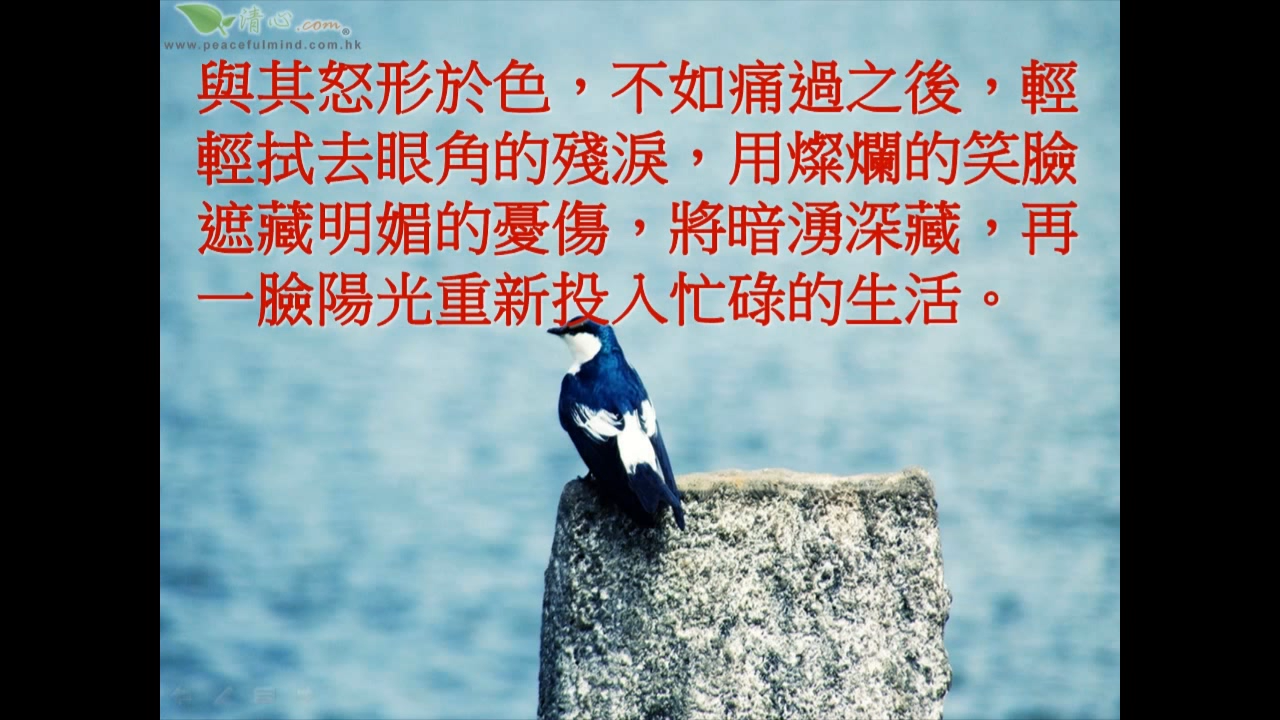 清心.com®
www.peacefulmind.com.hk
與其怒形於色，不如痛過之後，輕
輕拭去眼角的殘淚，用燦爛的笑臉
遮藏明媚的憂傷，將暗湧深藏，再
一臉陽光重新投入忙碌的生活。